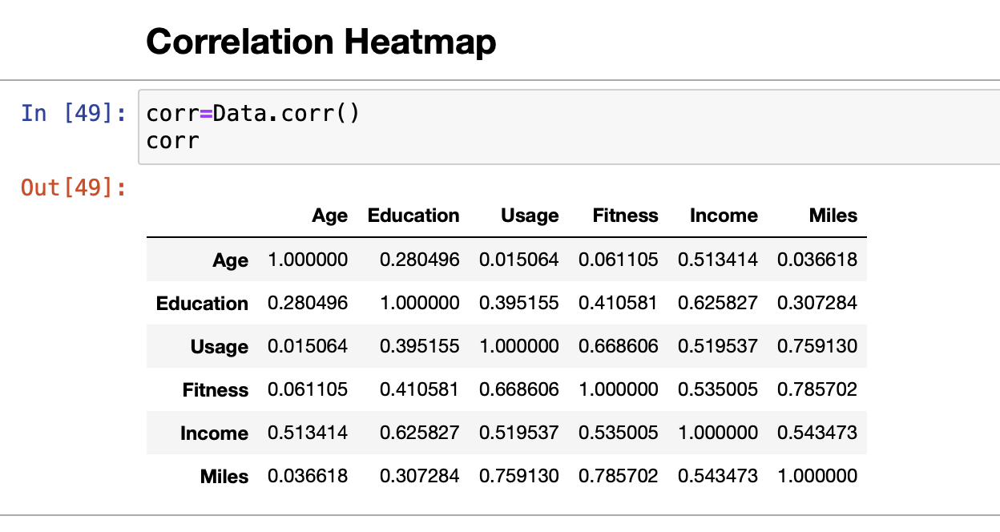 Correlation Heatmap
In [49]: corr=Data.corr()
corr
Out[49]:
Age Education Usage Fitness Income Miles
Age 1.000000 0.280496 0.015064 0.061105 0.513414 0.036618
Education 0.280496 1.000000 0.395155 0.410581 0.625827 0.307284
Usage 0.015064 0.395155 1.000000 0.668606 0.519537 0.759130
Fitness 0.061105 0.410581 0.668606 1.000000 0.535005 0.785702
Income 0.513414 0.625827 0.519537 0.535005 1.000000 0.543473
Miles 0.036618 0.307284 0.759130 0.785702 0.543473 1.000000